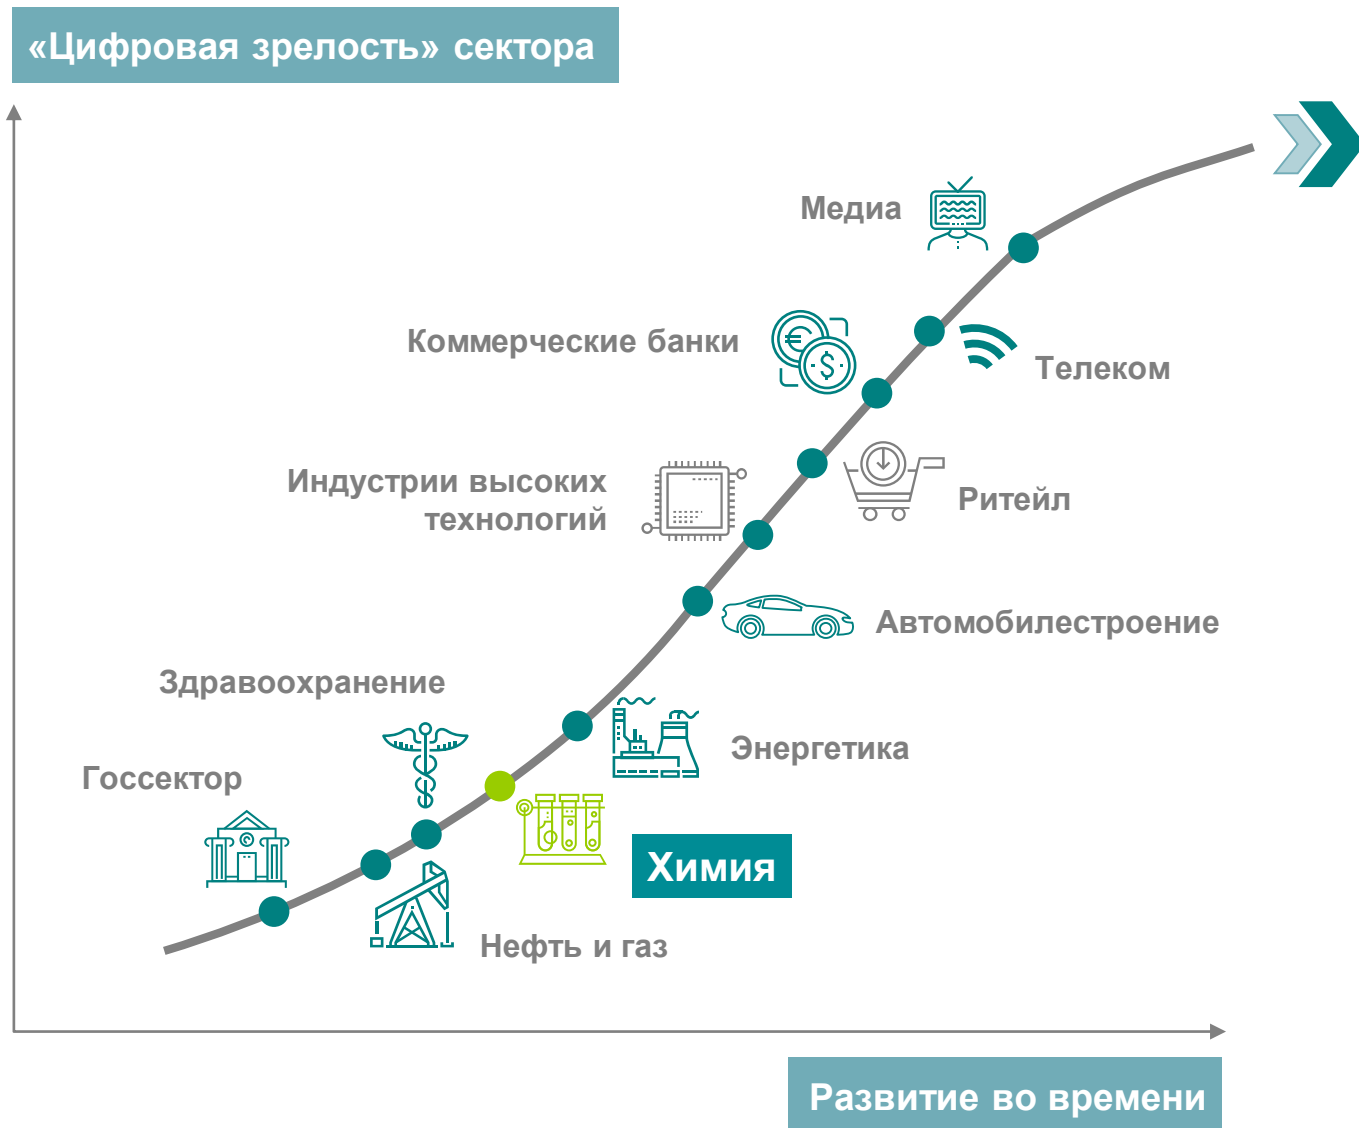 «Цифровая зрелость» сектора
Медиа
Коммерческие банки
Телеком
Индустрии высоких
технологий
Ритейл
Автомобилестроение
Здравоохранение
Энергетика
Госсектор
Химия
Нефть и газ
Развитие во времени